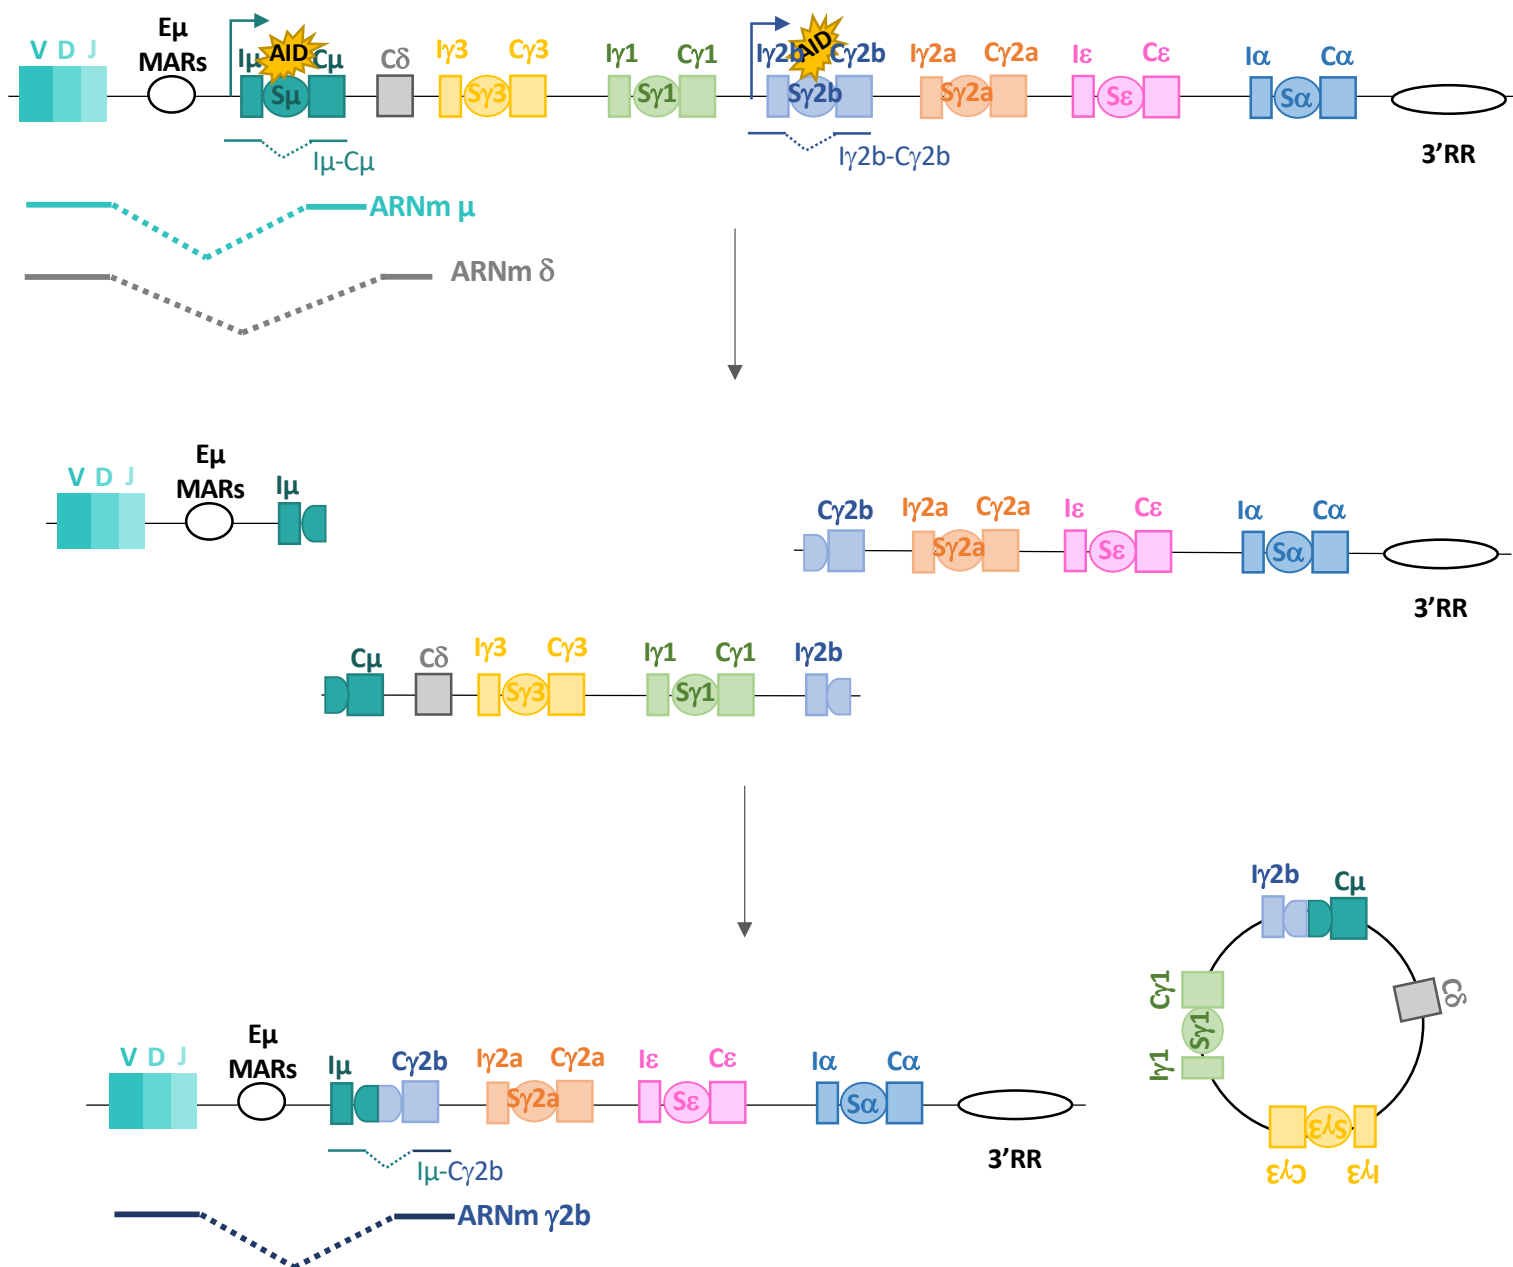 Eµ
MARs
V D J
Iµ
AID
Cµ
Sµ
Cδ
Iγ3
Cγ3
Sγ3
Iγ1
Cγ1
Sγ1
Iγ2b
AID
Cγ2b
Sγ2b
Iγ2a
Cγ2a
Sγ2a
Iε
Cε
Sε
Iα
Cα
Sα
3’RR
Iµ-Cµ
Iγ2b-Cγ2b
ARNm µ
ARNm δ
Eµ
MARs
V D J
Iµ
Cγ2b
Iγ2a
Cγ2a
Sγ2a
Iε
Cε
Sε
Iα
Cα
Sα
3’RR
Cµ
Cδ
Iγ3
Cγ3
Sγ3
Iγ1
Cγ1
Sγ1
Iγ2b
Iγ2b
Cµ
Cδ
Cγ1
Sγ1
Iγ1
Sγ3
Cγ3
Iγ3
Eµ
MARs
V D J
Iµ
Cγ2b
Iγ2a
Cγ2a
Sγ2a
Iε
Cε
Sε
Iα
Cα
Sα
3’RR
Iµ-Cγ2b
ARNm γ2b